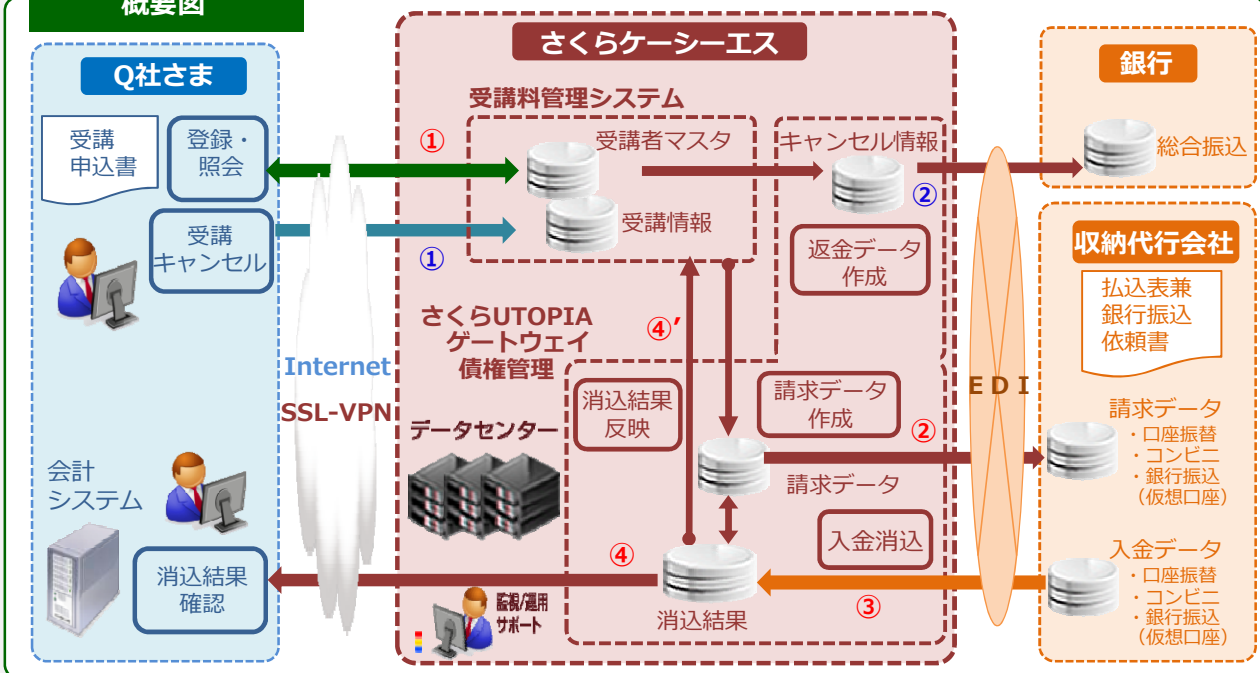 概要図
Q社さま
受講
申込書
登録・
照会
受講
キャンセル
会計
システム
消込結果
確認
Internet
SSL-VPN
さくらケーシーエス
受講料管理システム
①
受講者マスタ
受講情報
①
キャンセル情報
②
返金データ
作成
さくらUTOPIA
ゲートウェイ
債権管理
④’
データセンター
消込結果
反映
請求データ
作成
②
請求データ
入金消込
④
③
消込結果
監視/運用
サポート
EDI
銀行
総合振込
収納代行会社
払込表兼
銀行振込
依頼書
請求データ
・口座振替
・コンビニ
・銀行振込
(仮想口座)
入金データ
・口座振替
・コンビニ
・銀行振込
(仮想口座)